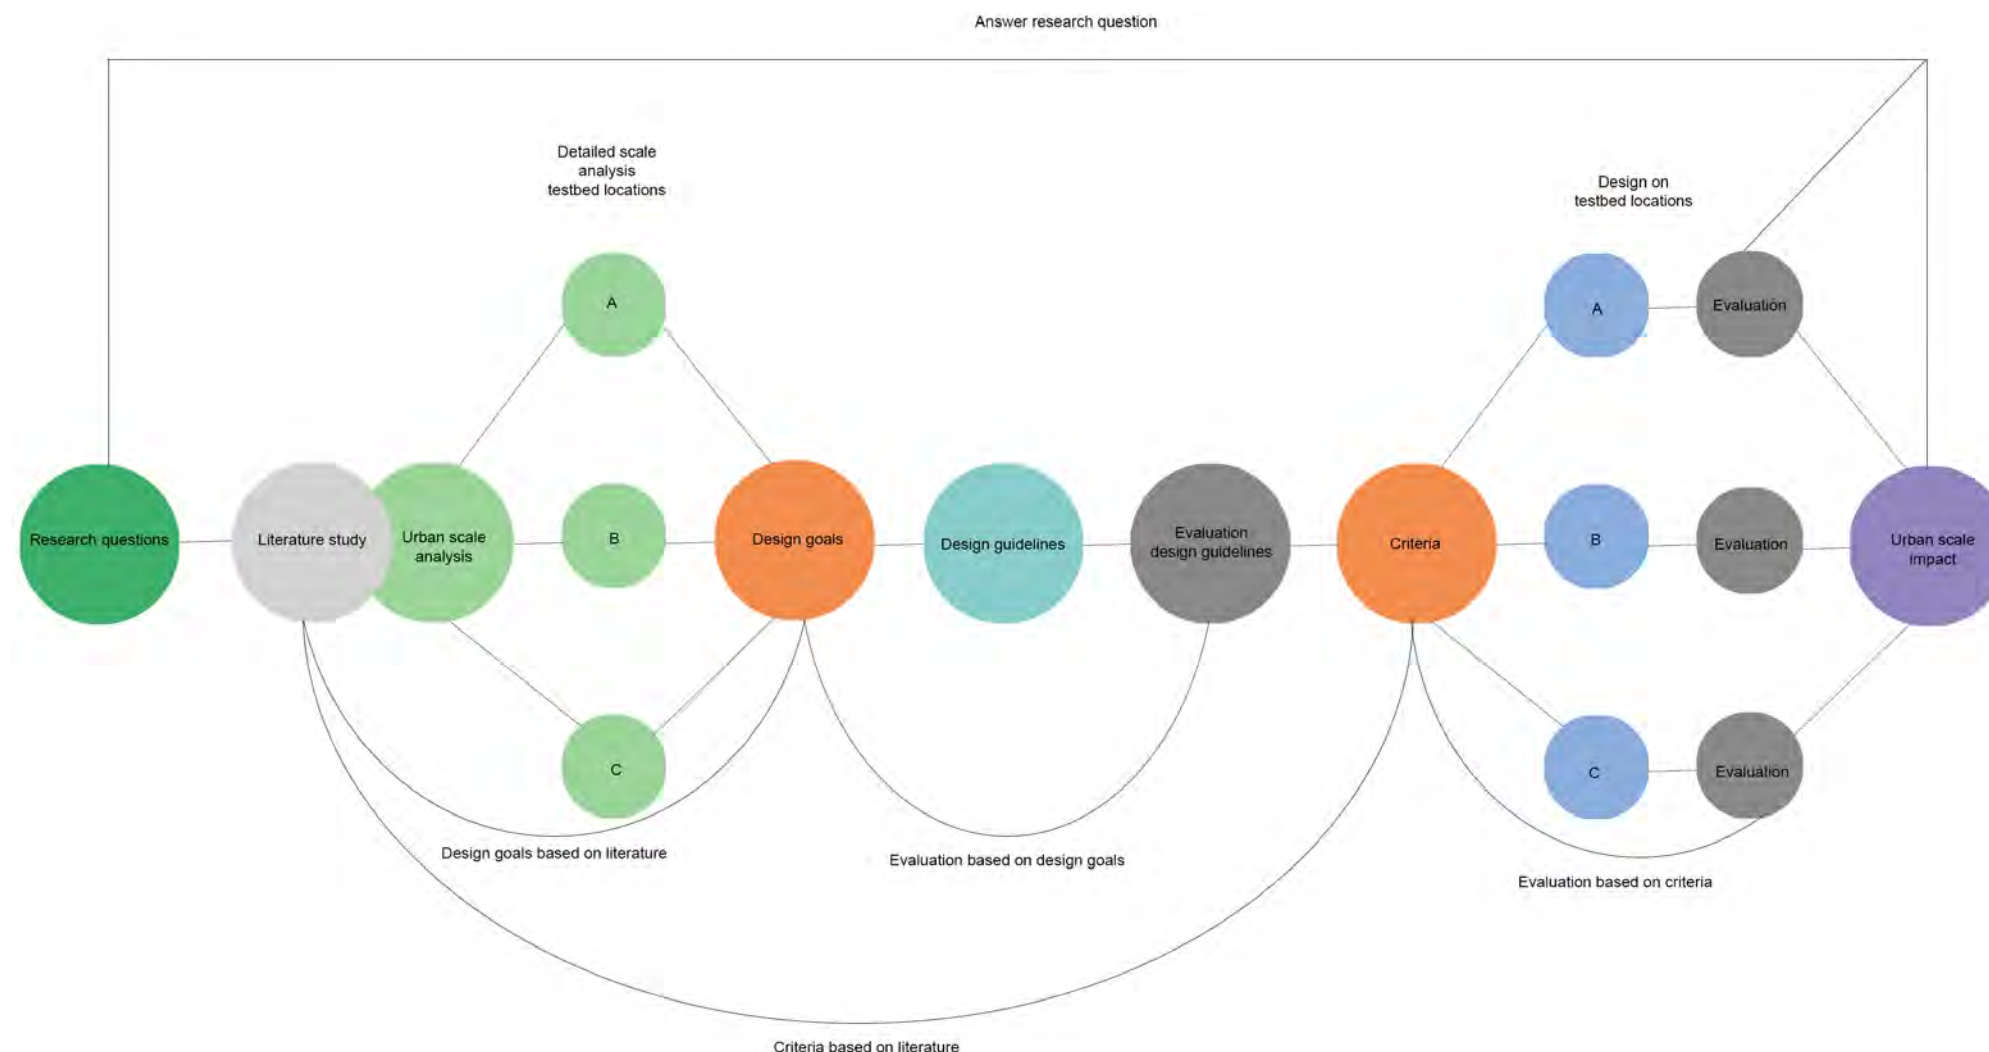 Answer research question
Detailed scale
analysis
testbed locations
Design on
testbed locations
A
A
Evaluation
Research questions
Literature study
Urban scale
analysis
B
Design goals
Design guidelines
Evaluation
design guidelines
Criteria
B
Evaluation
Urban scale
impact
C
C
Evaluation
Design goals based on literature
Evaluation based on design goals
Evaluation based on criteria
Criteria based on literature